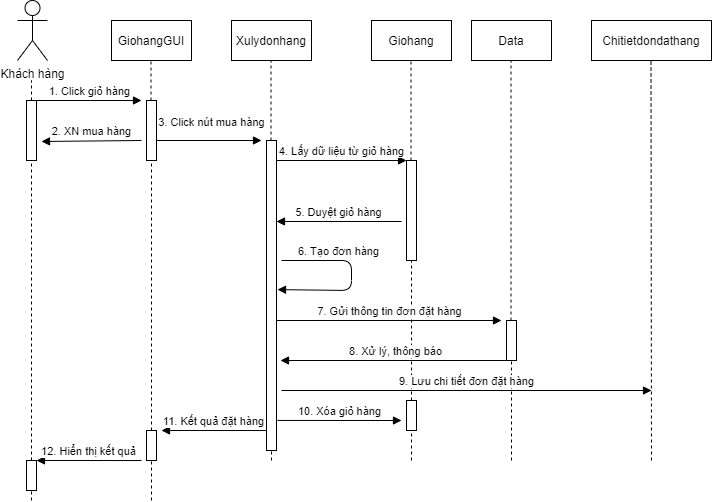 GiohangGUI
Xulydonhang
Giohang
Data
Chitietdondathang
Khách hàng
1. Click giỏ hàng
2. XN mua hàng
3. Click nút mua hàng
4. Lấy dữ liệu từ giỏ hàng
5. Duyệt giỏ hàng
6. Tạo đơn hàng
7. Gửi thông tin đơn đặt hàng
8. Xử lý, thông báo
9. Lưu chi tiết đơn đặt hàng
10. Xóa giỏ hàng
11. Kết quả đặt hàng
12. Hiển thị kết quả